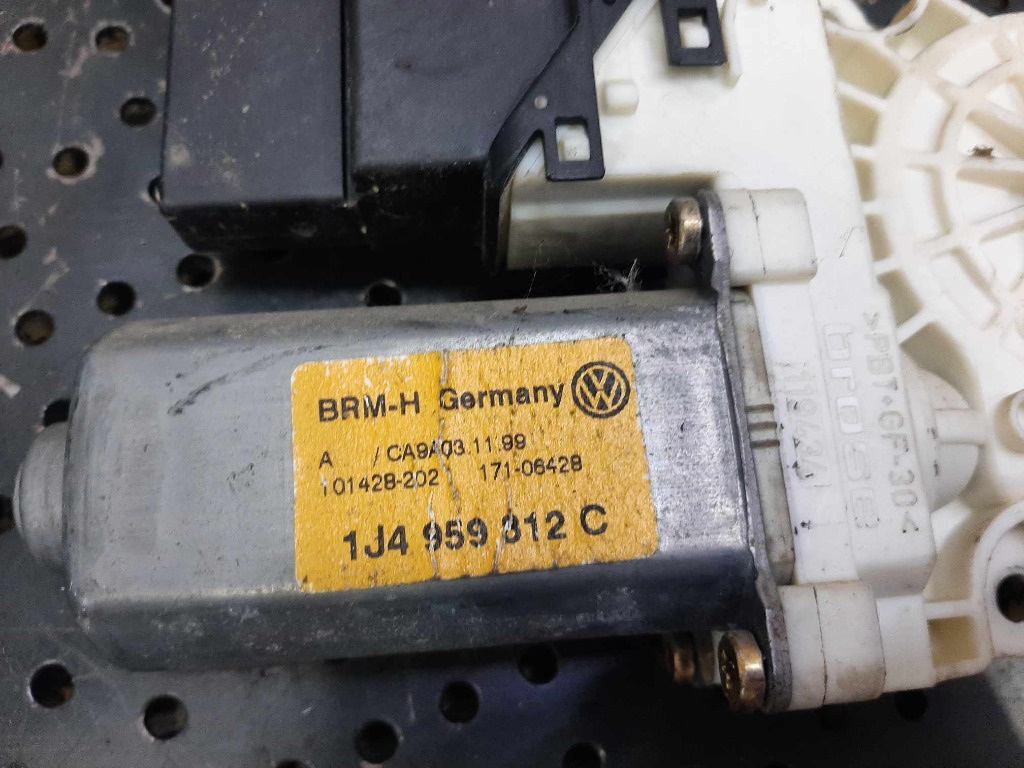 BRM-H Germany
A / CA9A03.11.99
101428-202 171-06428
1J4 959 812 C
brose
>PBT-GF-30<